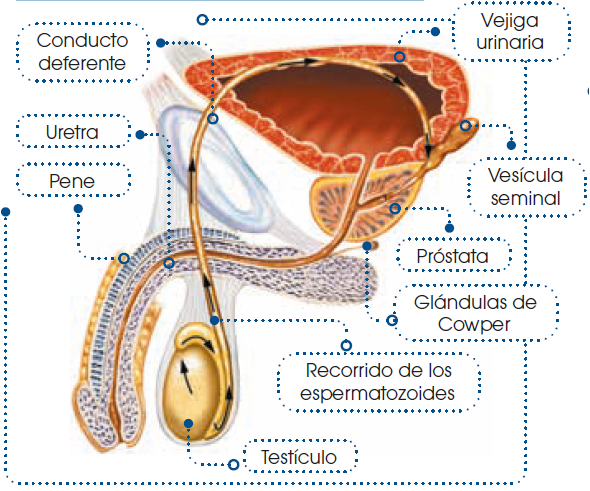 Conducto
deferente
Vejiga
urinaria
Uretra
Pene
Vesícula
seminal
Próstata
Glándulas de
Cowper
Recorrido de los
espermatozoides
Testículo